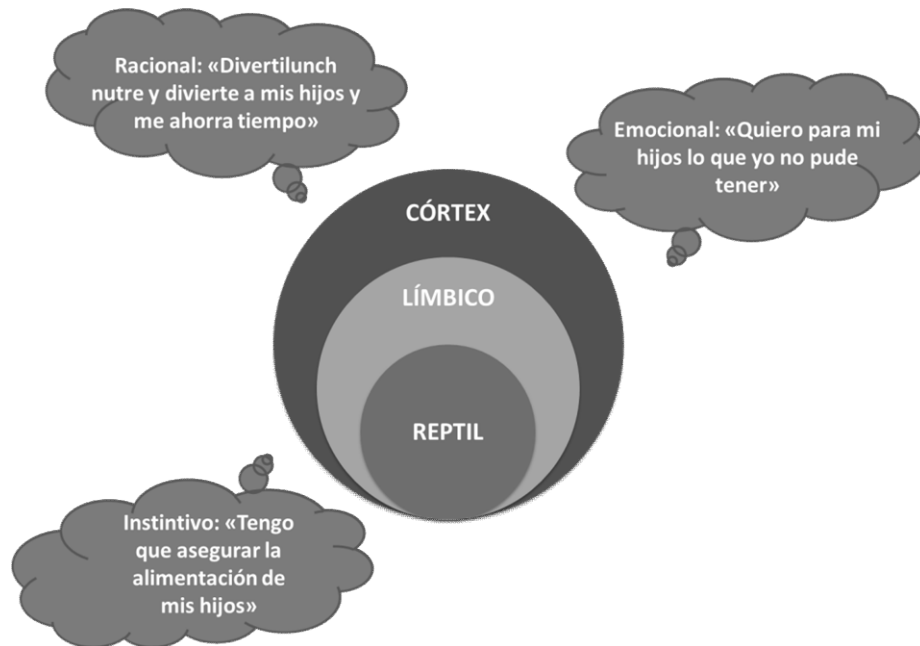 Racional: «Divertilunch
nutre y divierte a mis hijos y
me ahorra tiempo»
Emocional: «Quiero para mi
hijos lo que yo no pude
tener»
CÓRTEX
LÍMBICO
REPTIL
Instintivo: «Tengo
que asegurar la
alimentación de
mis hijos»